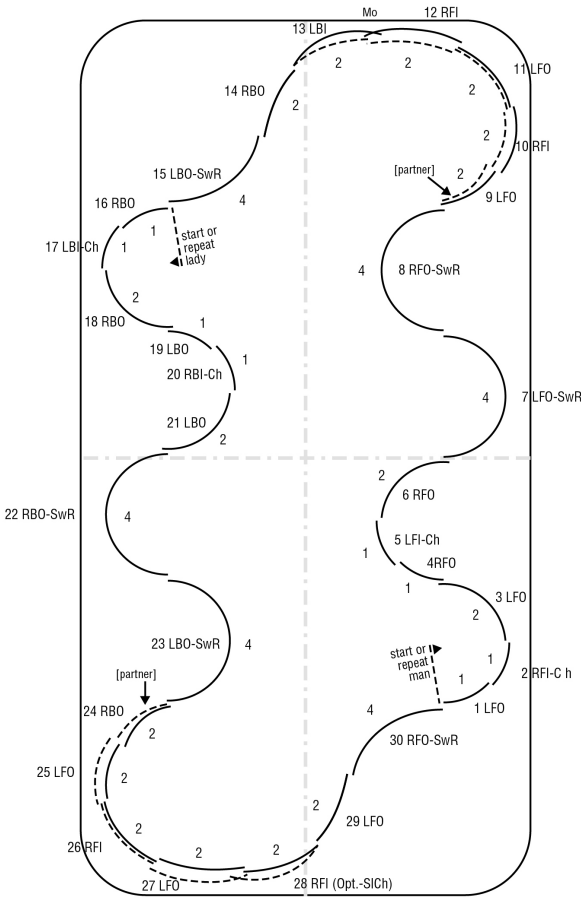 Mo
12 RFI
13 LBI
2
2
11 LFO
14 RBO
2
2
2
10 RFI
[partner]
2
9 LFO
15 LBO-SwR
4
16 RBO
1
17 LBI-Ch
1
start or
repeat
lady
4
8 RFO-SwR
2
18 RBO
1
19 LBO
1
20 RBI-Ch
4
7 LFO-SwR
21 LBO
2
2
6 RFO
22 RBO-SwR
4
5 LFI-Ch
1
4RFO
1
3 LFO
2
23 LBO-SwR
4
start or
repeat
man
1
2 RFI-C h
1
1 LFO
[partner]
24 RBO
2
4
30 RFO-SwR
25 LFO
2
2
29 LFO
26 RFI
2
2
2
27 LFO
28 RFI (Opt.-SlCh)